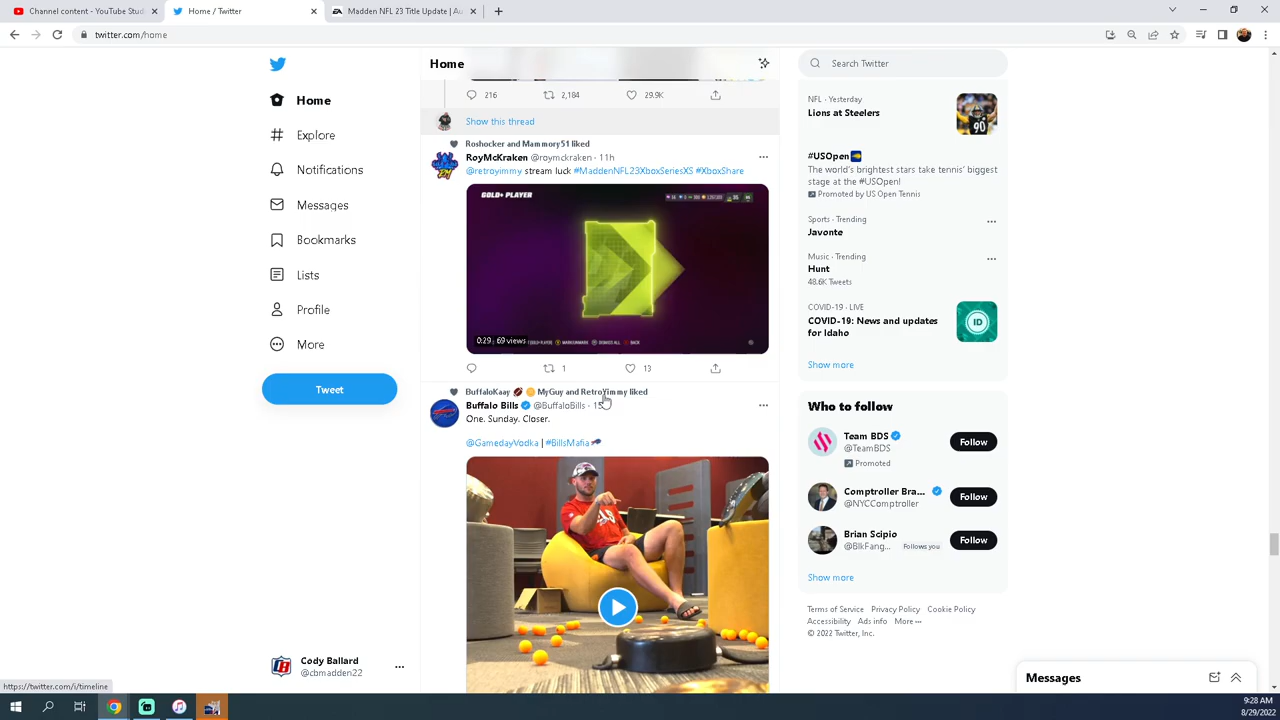 Channel content - YouTube Stud
Home / Twitter
EA Madden NFL 23 Title Update | Au
twitter.com/home
Home
Explore
Notifications
Messages
Bookmarks
Lists
Profile
More
Tweet
Cody Ballard
@cbmadden22
https://twitter.com/i/timeline
Home
216 2,184 29.9K
Show this thread
Roshocker and Mammory51 liked
RoyMcKraken @roymckraken · 11h
@retroyimmy stream luck #MaddenNFL23XboxSeriesXS #XboxShare
GOLD+ PLAYER
0:29 69 views
1 13
BuffaloKaay 🏈 MyGuy and RetroYimmy liked
Buffalo Bills @BuffaloBills
One. Sunday. Closer.
@GamedayVodka | #BillsMafia
Search Twitter
NFL · Yesterday
Lions at Steelers
#USOpen
The world's brightest stars take tennis' biggest
stage at the #USOpen!
Promoted by US Open Tennis
Sports · Trending
Javonte
Music · Trending
Hunt
48.6K Tweets
COVID-19 · LIVE
COVID-19: News and updates
for Idaho
Show more
Who to follow
Team BDS
@TeamBDS
Promoted
Follow
Comptroller Bra...
@NYCComptroller
Follow
Brian Scipio
@BlkFang... Follows you
Follow
Show more
Terms of Service Privacy Policy Cookie Policy
Accessibility Ads info More ···
© 2022 Twitter, Inc.
Messages
9:28 AM
8/29/2022